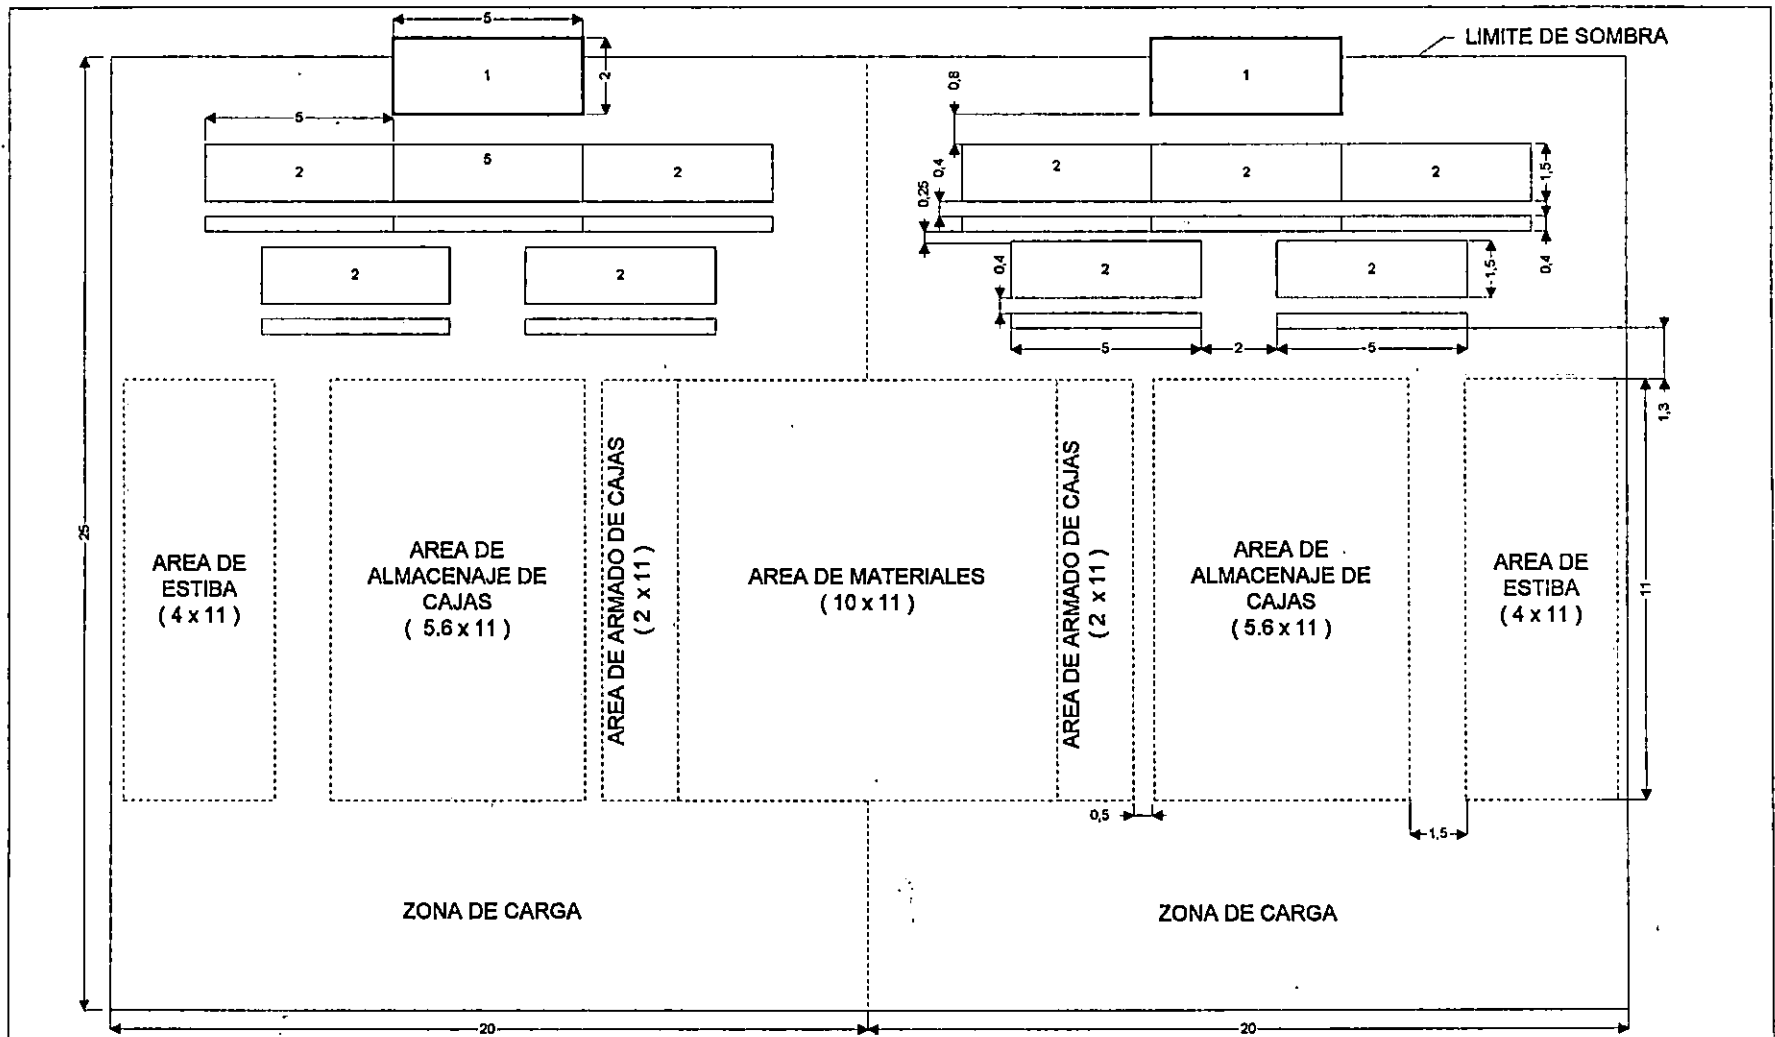 5
LIMITE DE SOMBRA
1
2
1
0,8
5
2
5
2
2
2
2
0,4
1,5
0,25
2
2
0,4
2
2
1,5
0,4
5
2
5
1,3
25
AREA DE
ESTIBA
( 4 x 11 )
AREA DE
ALMACENAJE DE
CAJAS
( 5.6 x 11 )
AREA DE ARMADO DE CAJAS
( 2 x 11 )
AREA DE MATERIALES
( 10 x 11 )
AREA DE ARMADO DE CAJAS
( 2 x 11 )
AREA DE
ALMACENAJE DE
CAJAS
( 5.6 x 11 )
AREA DE
ESTIBA
( 4 x 11 )
11
0,5
1,5
ZONA DE CARGA
ZONA DE CARGA
20
20